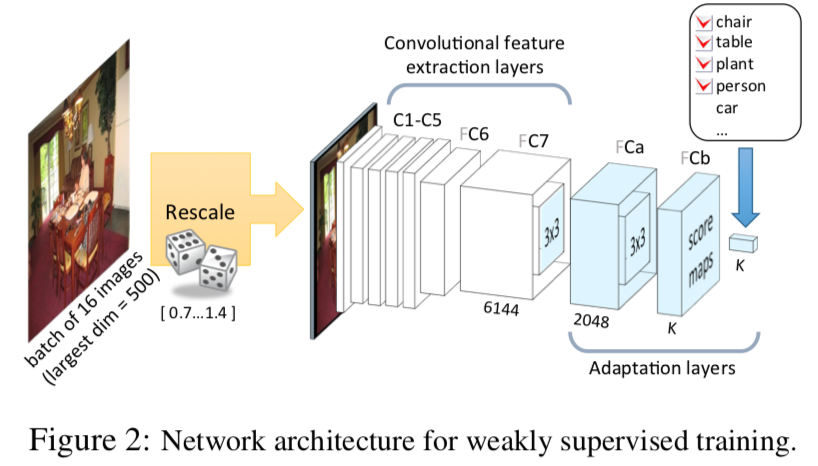 chair
table
plant
person
car
...
Convolutional feature
extraction layers
C1-C5
FC6
FC7
FCa
FCb
Rescale
[ 0.7...1.4 ]
batch of 16 images
(largest dim = 500)
3x3
6144
3x3
2048
score
maps
K
K
Adaptation layers
Figure 2: Network architecture for weakly supervised training.